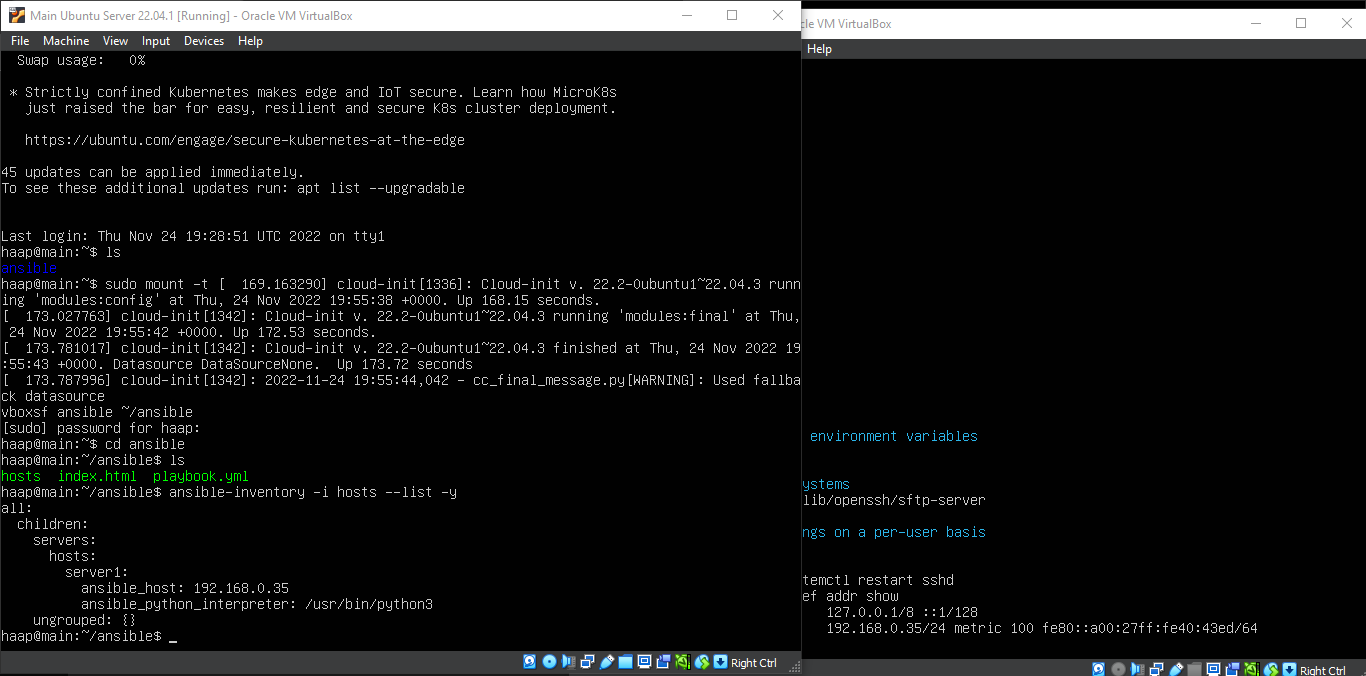 Main Ubuntu Server 22.04.1 [Running] - Oracle VM VirtualBox
File Machine View Input Devices Help
Swap usage: 0%
* Strictly confined Kubernetes makes edge and IoT secure. Learn how MicroK8s
just raised the bar for easy, resilient and secure K8s cluster deployment.
https://ubuntu.com/engage/secure-kubernetes-at-the-edge
45 updates can be applied immediately.
To see these additional updates run: apt list --upgradable
Last login: Thu Nov 24 19:28:51 UTC 2022 on tty1
haap@main:~$ ls
ansible
haap@main:~$ sudo mount -t [  169.163290] cloud-init[1336]: Cloud-init v. 22.2-0ubuntu1~22.04.3 runn
ing 'modules:config' at Thu, 24 Nov 2022 19:55:38 +0000. Up 168.15 seconds.
[  173.027763] cloud-init[1342]: Cloud-init v. 22.2-0ubuntu1~22.04.3 running 'modules:final' at Thu,
24 Nov 2022 19:55:42 +0000. Up 172.53 seconds.
[  173.781017] cloud-init[1342]: Cloud-init v. 22.2-0ubuntu1~22.04.3 finished at Thu, 24 Nov 2022 19
:55:43 +0000. Datasource DataSourceNone.  Up 173.72 seconds
[  173.787996] cloud-init[1342]: 2022-11-24 19:55:44,042 - cc_final_message.py[WARNING]: Used fallba
ck datasource
vboxsf ansible ~/ansible
[sudo] password for haap:
haap@main:~$ cd ansible
haap@main:~/ansible$ ls
hosts  index.html  playbook.yml
haap@main:~/ansible$ ansible-inventory -i hosts --list -y
all:
children:
servers:
hosts:
server1:
ansible_host: 192.168.0.35
ansible_python_interpreter: /usr/bin/python3
ungrouped: {}
haap@main:~/ansible$ _
Right Ctrl
cle VM VirtualBox
Help
environment variables
ystems
lib/openssh/sftp-server
ngs on a per-user basis
temctl restart sshd
ef addr show
127.0.0.1/8 ::1/128
192.168.0.35/24 metric 100 fe80::a00:27ff:fe40:43ed/64
Right Ctrl